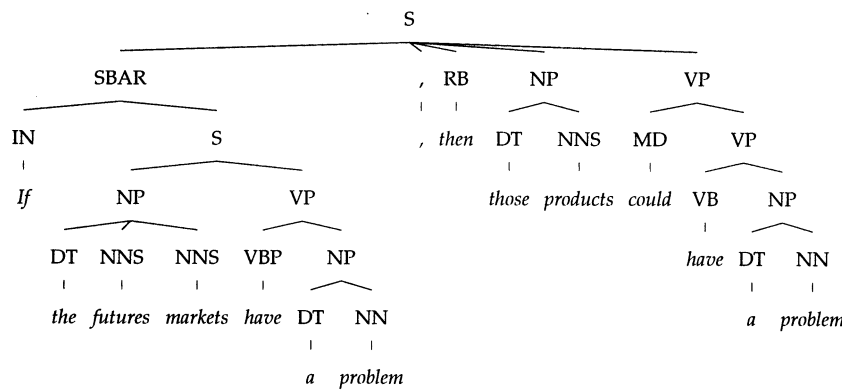 S
SBAR , RB NP VP
IN S , then DT NNS MD VP
If NP VP those products could VB NP
DT NNS NNS VBP NP have DT NN
the futures markets have DT NN a problem
a problem